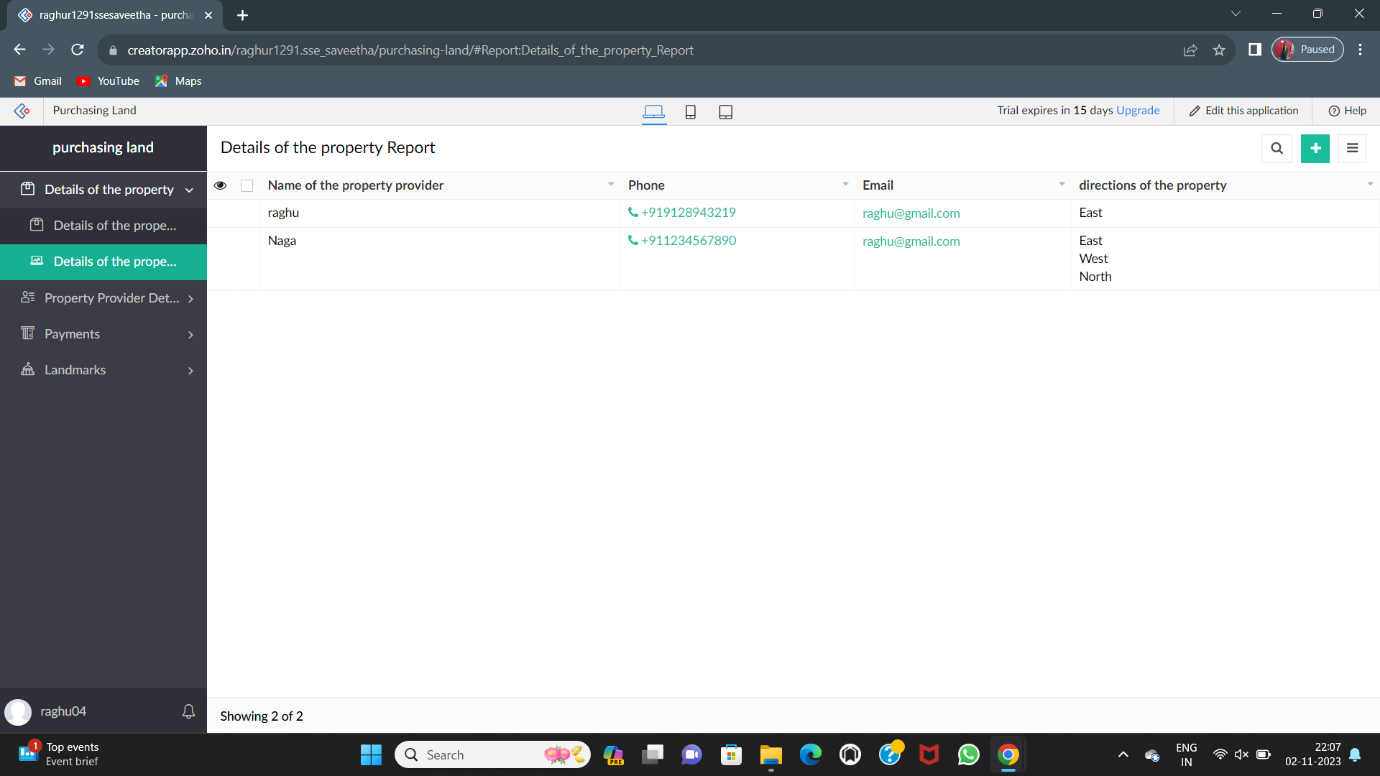 raghur1291ssesaveetha - purcha
creatorapp.zoho.in/raghur1291.sse_saveetha/purchasing-land/#Report:Details_of_the_property_Report
Paused
Gmail YouTube Maps
Purchasing Land
Trial expires in 15 days Upgrade
Edit this application
Help
purchasing land
Details of the property
Details of the prope...
Details of the prope...
Property Provider Det...
Payments
Landmarks
raghu04
Details of the property Report
Name of the property provider Phone Email directions of the property
raghu +919128943219 raghu@gmail.com East
Naga +911234567890 raghu@gmail.com East
West
North
Showing 2 of 2
1
Top events
Event brief
Search
PRE
ENG
IN
22:07
02-11-2023